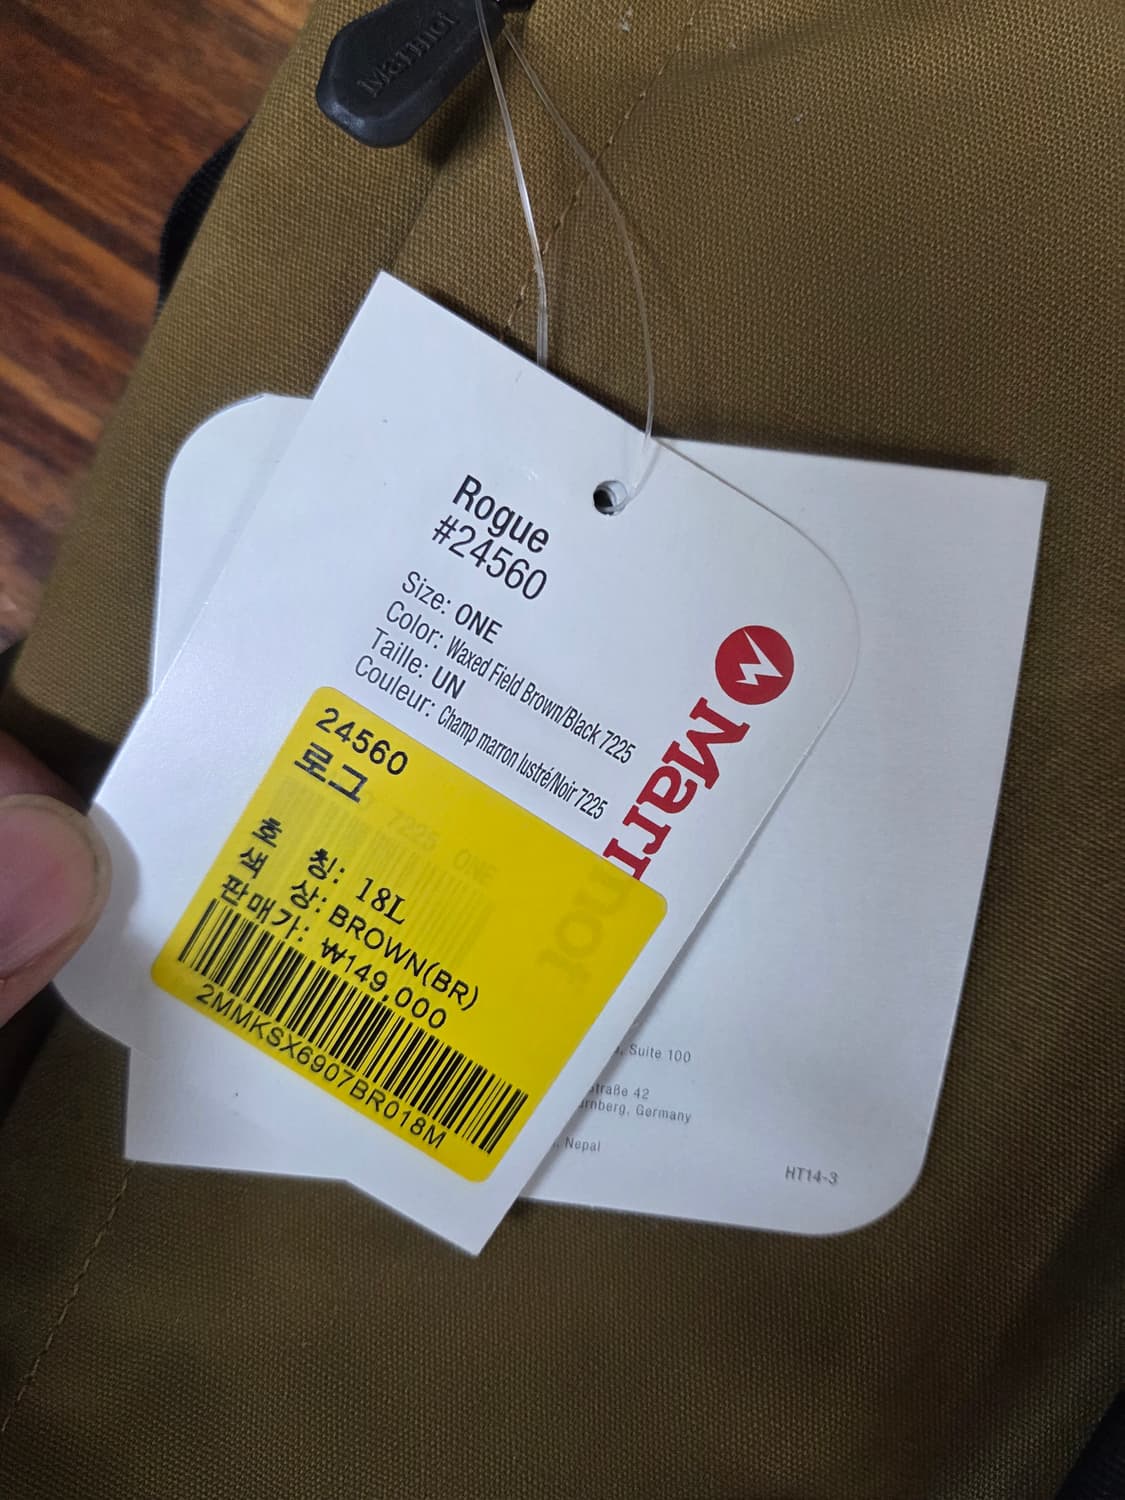 Marmot
Rogue
#24560
Size: ONE
Color: Waxed Field Brown/Black 7225
Taille: UN
Couleur: Champ marron lustré/Noir 7225
Marmot
24560
로그
7225 ONE
호 칭: 18L
색 상: BROWN(BR)
판매가: ₩149,000
2MMKSX6907BR018M
, Suite 100
straße 42
rnberg, Germany
, Nepal
HT14-3